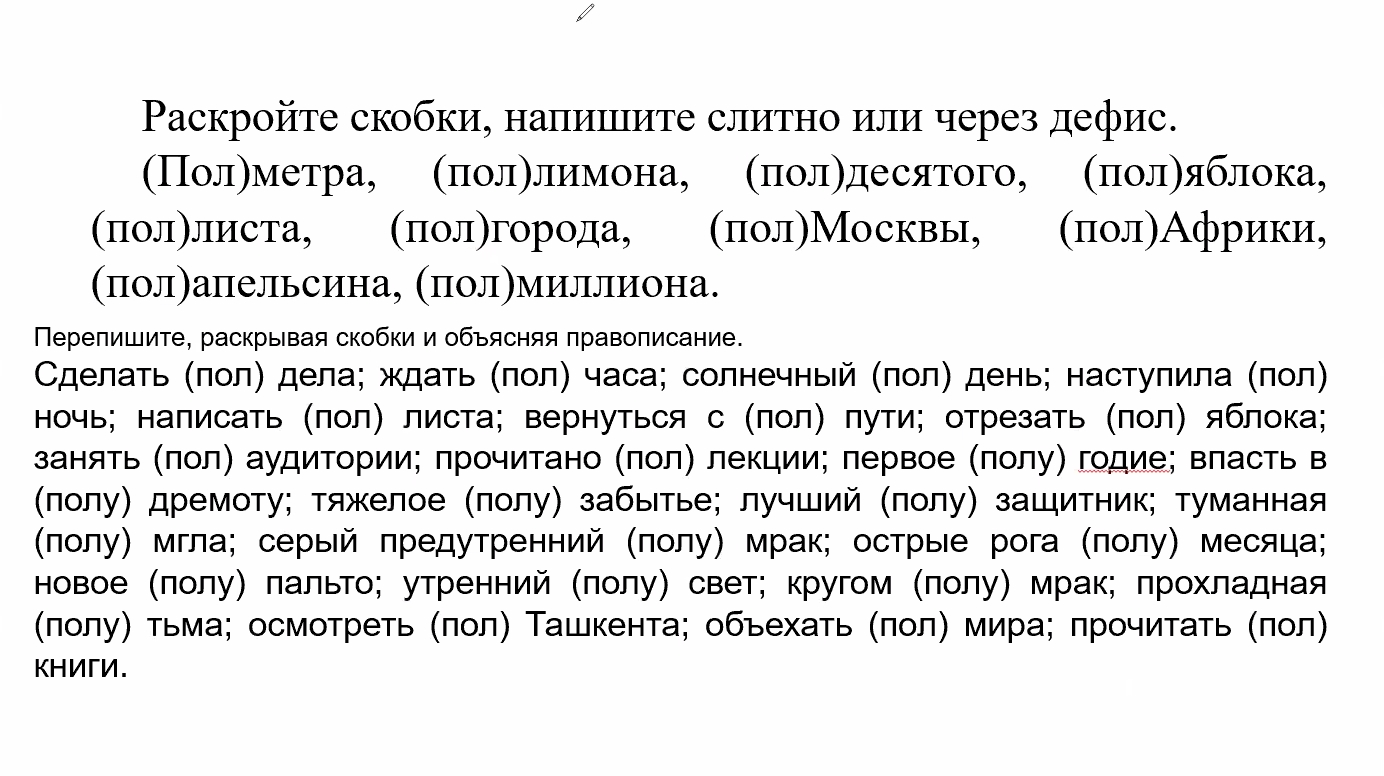 Раскройте скобки, напишите слитно или через дефис.
(Пол)метра, (пол)лимона, (пол)десятого, (пол)яблока,
(пол)листа, (пол)города, (пол)Москвы, (пол)Африки,
(пол)апельсина, (пол)миллиона.
Перепишите, раскрывая скобки и объясняя правописание.
Сделать (пол) дела; ждать (пол) часа; солнечный (пол) день; наступила (пол)
ночь; написать (пол) листа; вернуться с (пол) пути; отрезать (пол) яблока;
занять (пол) аудитории; прочитано (пол) лекции; первое (полу) годие; впасть в
(полу) дремоту; тяжелое (полу) забытье; лучший (полу) защитник; туманная
(полу) мгла; серый предутренний (полу) мрак; острые рога (полу) месяца;
новое (полу) пальто; утренний (полу) свет; кругом (полу) мрак; прохладная
(полу) тьма; осмотреть (пол) Ташкента; объехать (пол) мира; прочитать (пол)
книги.